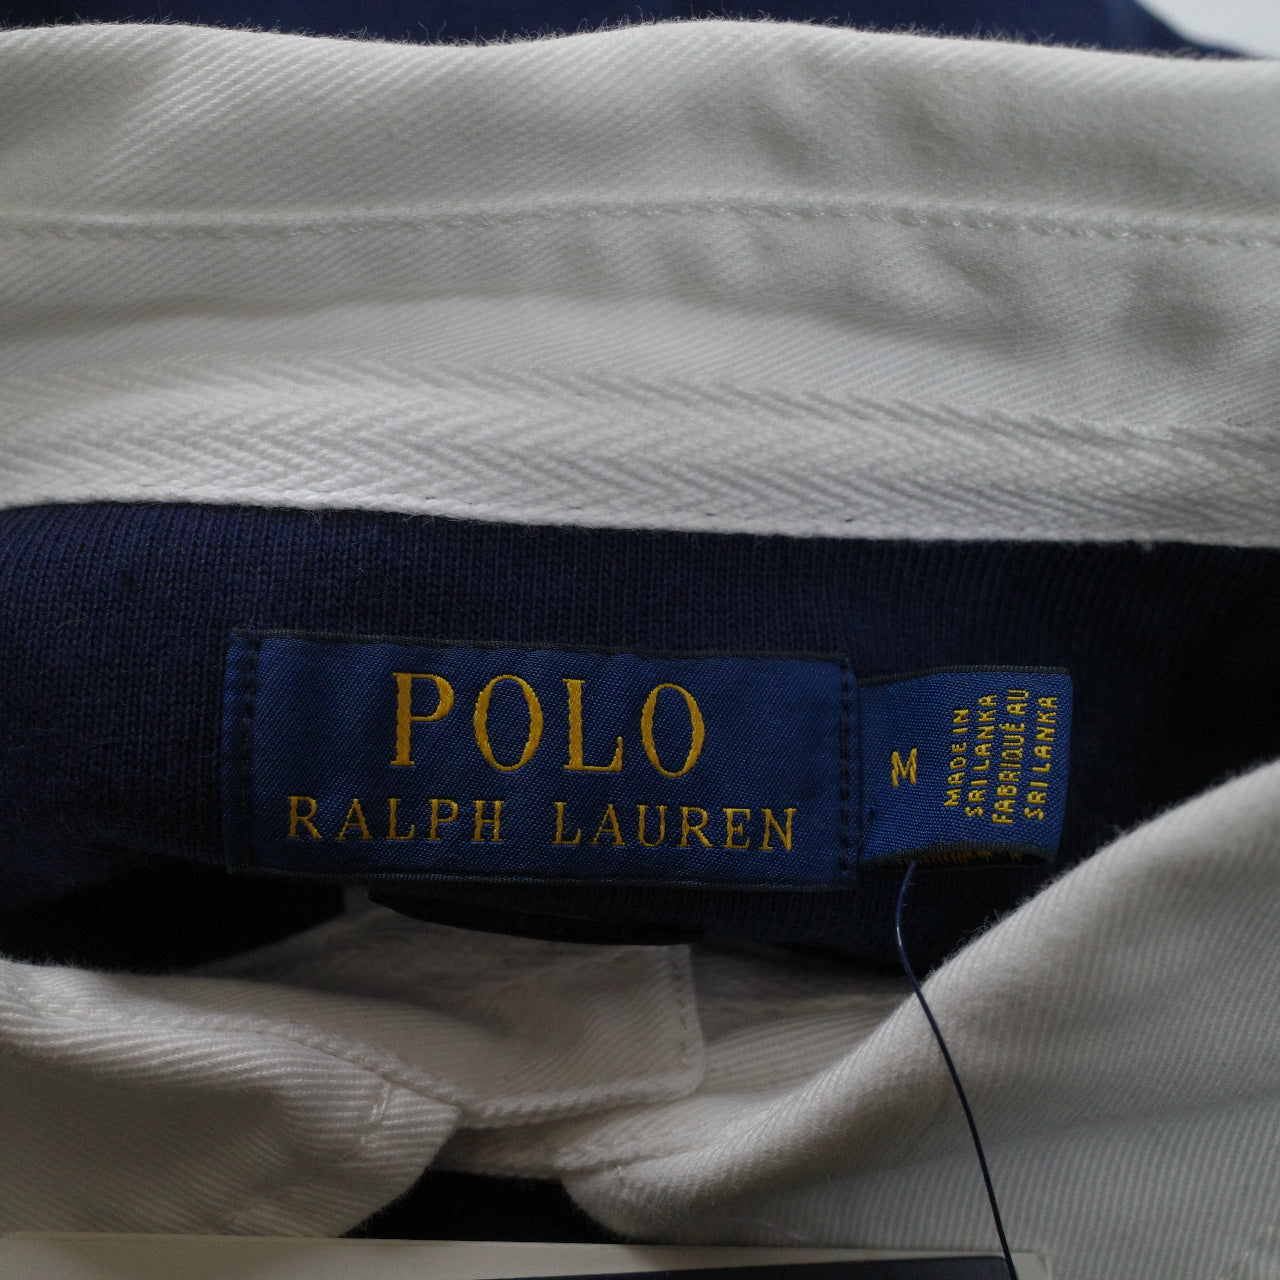 POLO
RALPH LAUREN
M
MADE IN
SRI LANKA
FABRIQUÉ AU
SRI LANKA